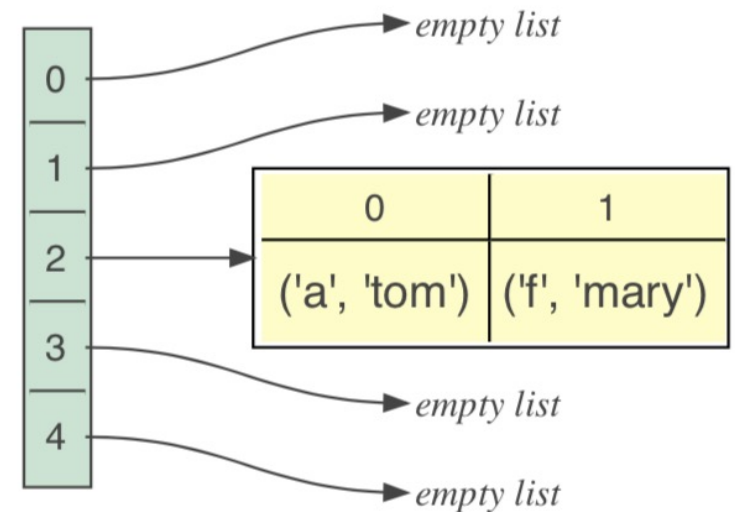 0
empty list
1
empty list
2
0 1
('a', 'tom') ('f', 'mary')
3
empty list
4
empty list